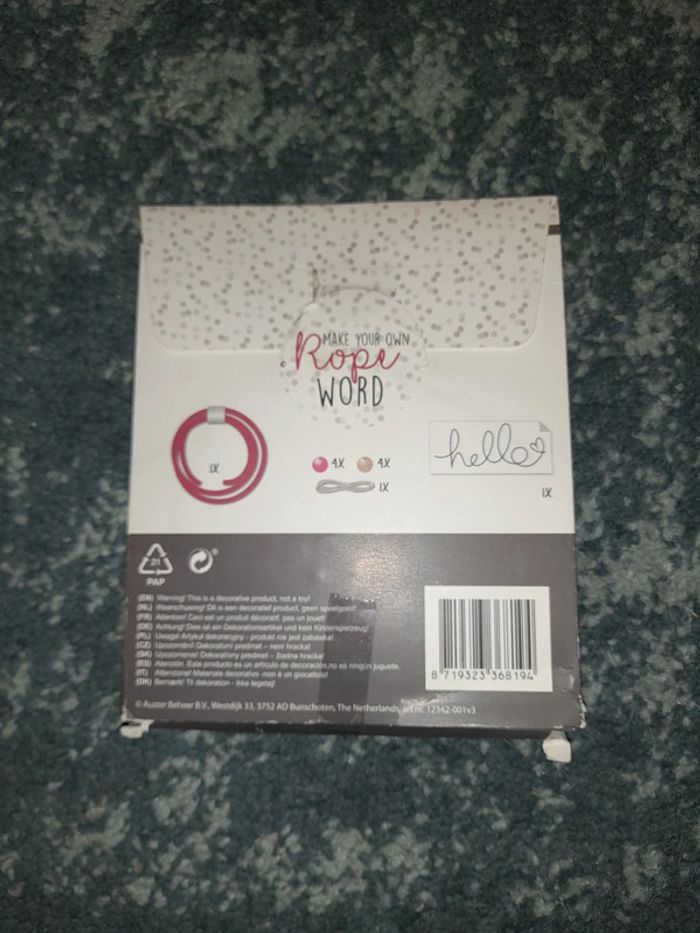 MAKE YOUR OWN
Rope
WORD
1X
4X 4X
1X
hello
1X
21
PAP
(EN) Warning! This is a decorative product, not a toy!
(NL) Waarschuwing! Dit is een decoratief product, geen speelgoed!
(FR) Attention! Ceci est un produit décoratif, pas un jouet!
(DE) Achtung! Dies ist ein Dekorationsartikel und kein Kinderspielzeug!
(PL) Uwaga! Artykuł dekoracyjny - produkt nie jest zabawką!
(CZ) Upozornění! Dekorativní předmět – není hračka!
(SK) Upozornenie! Dekoratívny predmet – žiadna hračka!
(ES) Atención. Este producto es un artículo de decoración,no es ningún juguete.
(IT) Attenzione! Materiale decorativo -non è un giocattolo!
(DK) Bemærk! Til dekoration - ikke legetøj!
8 719323 368194
© Auster Beheer B.V., Westdijk 33, 3752 AD Bunschoten, The Netherlands, art.nr. 12342-001v3